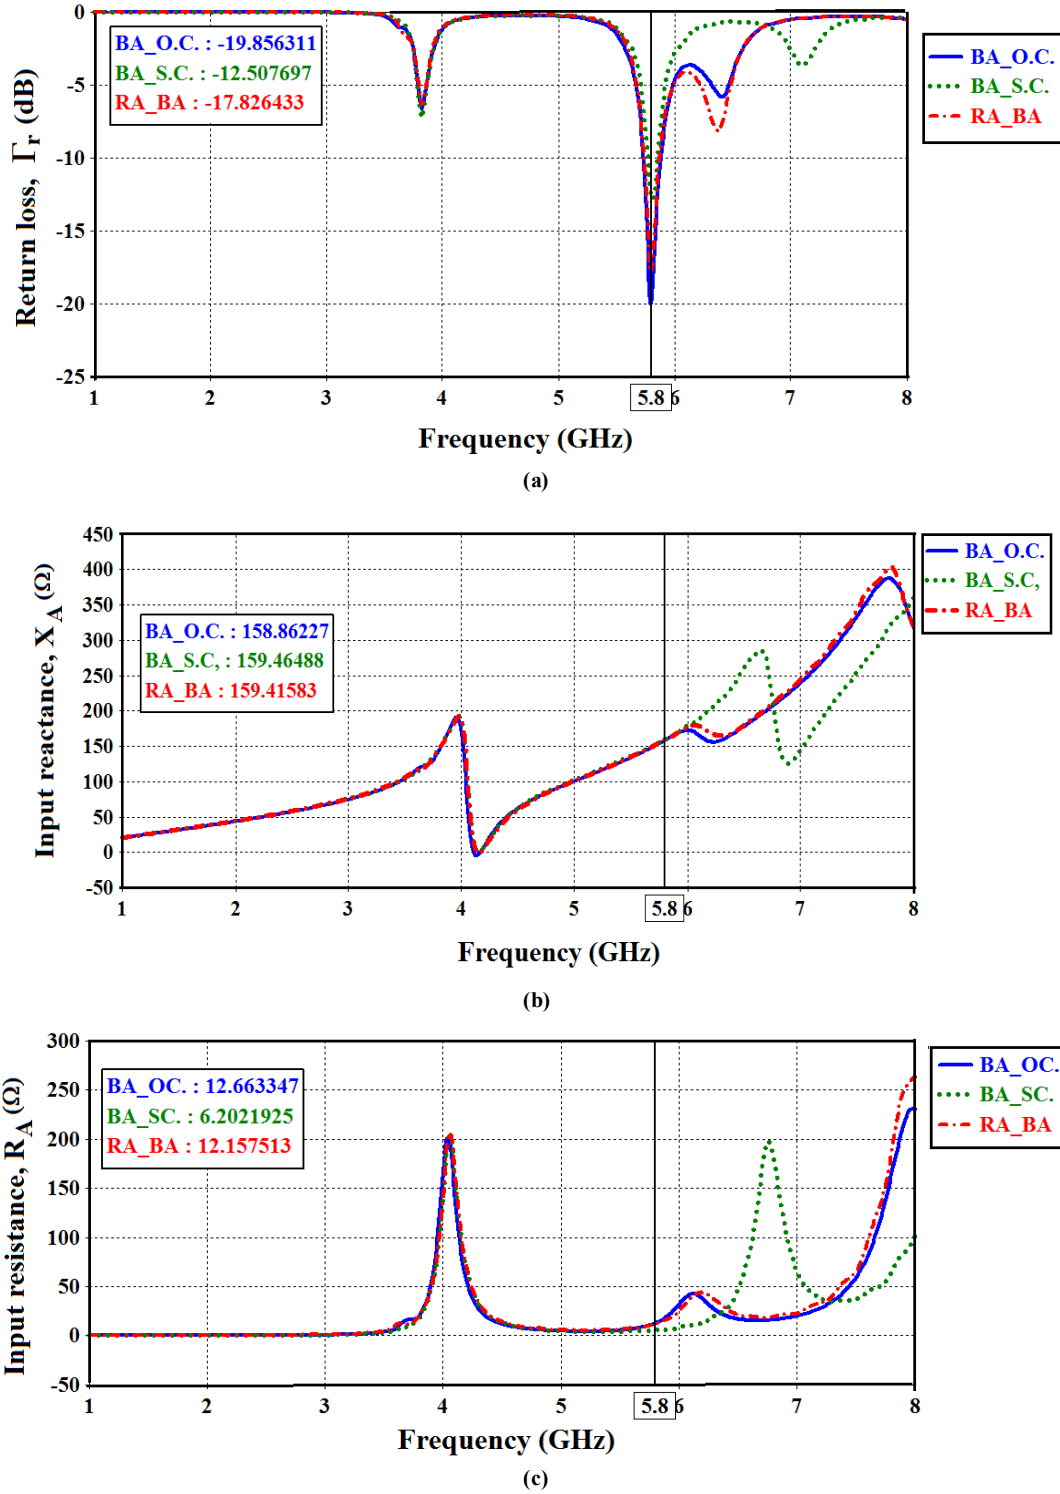 0
-5
-10
-15
-20
-25
Return loss, Γr (dB)
BA_O.C. : -19.856311
BA_S.C. : -12.507697
RA_BA : -17.826433
BA_O.C.
BA_S.C.
RA_BA
1 2 3 4 5 5.8 6 7 8
Frequency (GHz)
(a)
450
400
350
300
250
200
150
100
50
0
-50
Input reactance, XA (Ω)
BA_O.C. : 158.86227
BA_S.C, : 159.46488
RA_BA : 159.41583
BA_O.C.
BA_S.C,
RA_BA
1 2 3 4 5 5.8 6 7 8
Frequency (GHz)
(b)
300
250
200
150
100
50
0
-50
Input resistance, RA (Ω)
BA_OC. : 12.663347
BA_SC. : 6.2021925
RA_BA : 12.157513
BA_OC.
BA_SC.
RA_BA
1 2 3 4 5 5.8 6 7 8
Frequency (GHz)
(c)